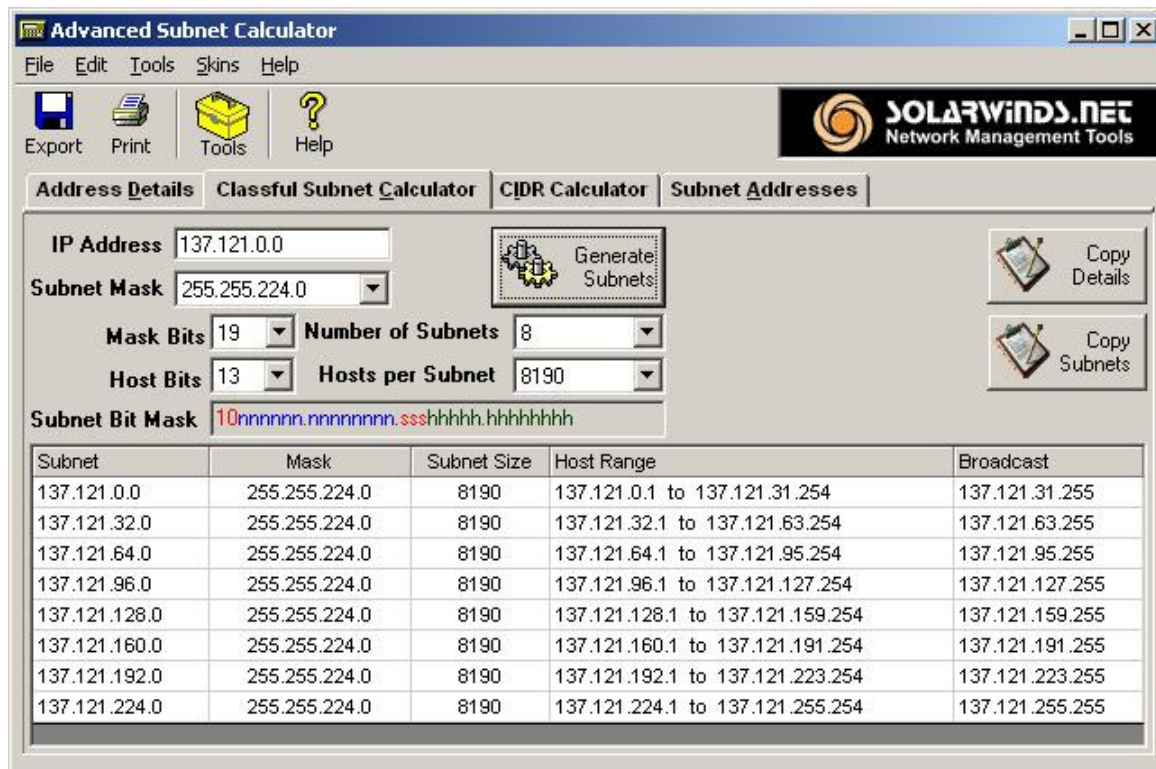 Advanced Subnet Calculator
File Edit Tools Skins Help
Export Print Tools Help
SOLARWINDS.NET
Network Management Tools
Address Details Classful Subnet Calculator CIDR Calculator Subnet Addresses
IP Address 137.121.0.0
Generate Subnets
Copy Details
Subnet Mask 255.255.224.0
Mask Bits 19 Number of Subnets 8
Copy Subnets
Host Bits 13 Hosts per Subnet 8190
Subnet Bit Mask 10nnnnnn.nnnnnnnn.ssshhhhh.hhhhhhhh
Subnet Mask Subnet Size Host Range Broadcast
137.121.0.0 255.255.224.0 8190 137.121.0.1 to 137.121.31.254 137.121.31.255
137.121.32.0 255.255.224.0 8190 137.121.32.1 to 137.121.63.254 137.121.63.255
137.121.64.0 255.255.224.0 8190 137.121.64.1 to 137.121.95.254 137.121.95.255
137.121.96.0 255.255.224.0 8190 137.121.96.1 to 137.121.127.254 137.121.127.255
137.121.128.0 255.255.224.0 8190 137.121.128.1 to 137.121.159.254 137.121.159.255
137.121.160.0 255.255.224.0 8190 137.121.160.1 to 137.121.191.254 137.121.191.255
137.121.192.0 255.255.224.0 8190 137.121.192.1 to 137.121.223.254 137.121.223.255
137.121.224.0 255.255.224.0 8190 137.121.224.1 to 137.121.255.254 137.121.255.255